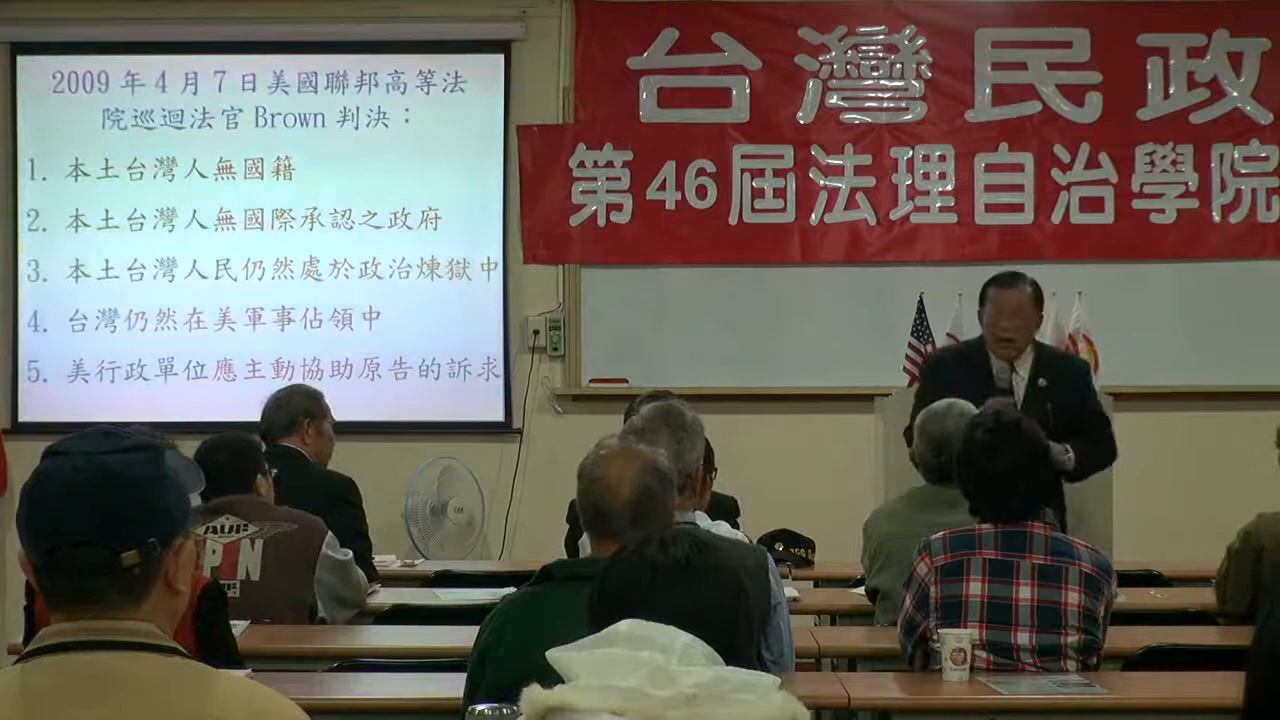 2009 年 4 月 7 日美國聯邦高等法
院巡迴法官 Brown 判決：
1. 本土台灣人無國籍
2. 本土台灣人無國際承認之政府
3. 本土台灣人民仍然處於政治煉獄中
4. 台灣仍然在美軍事佔領中
5. 美行政單位應主動協助原告的訴求
台灣民政
第46屆法理自治學院